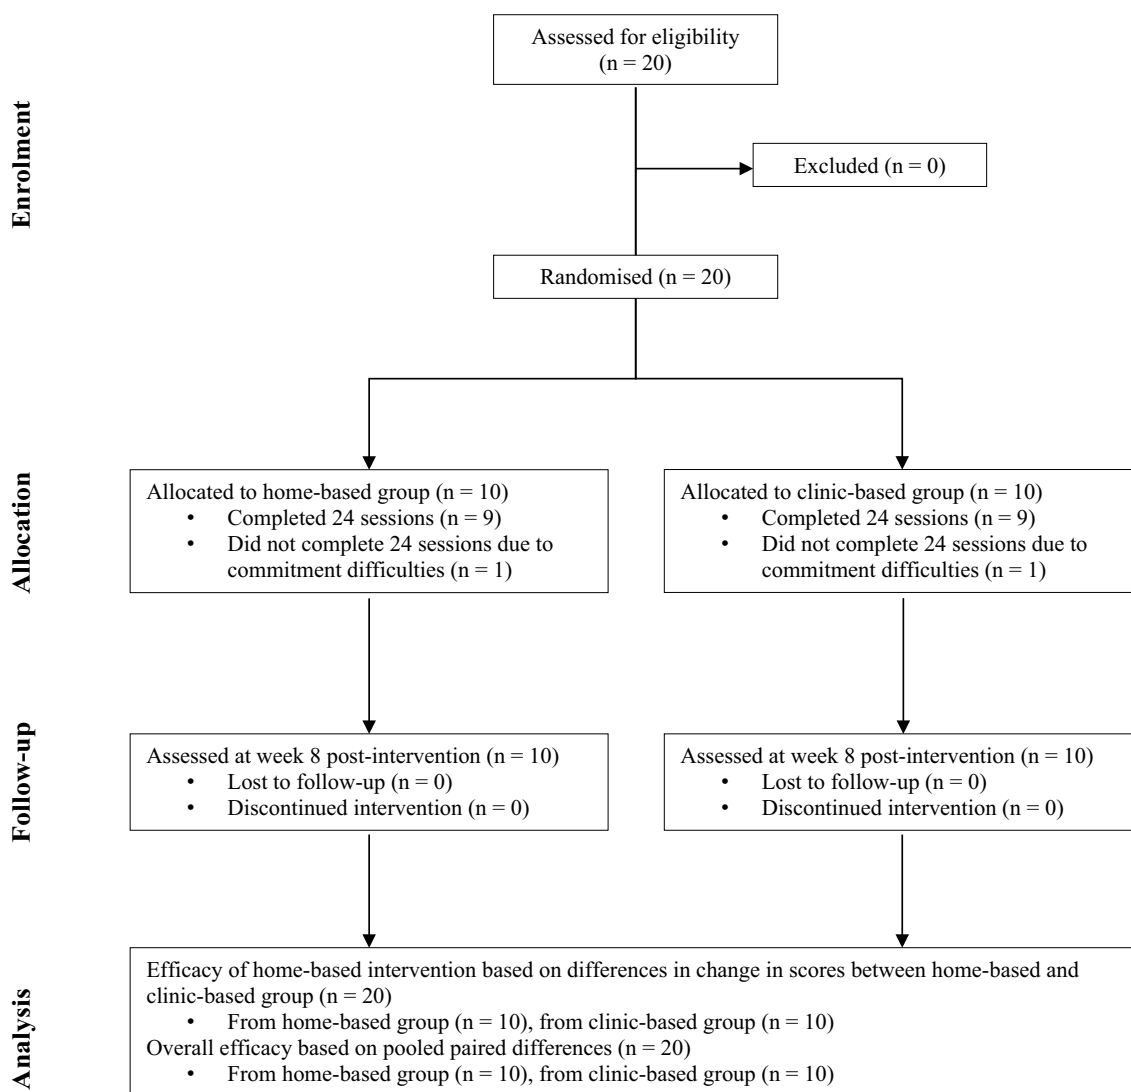 Enrolment
Assessed for eligibility
(n = 20)
Excluded (n = 0)
Randomised (n = 20)
Allocation
Allocated to home-based group (n = 10)
• Completed 24 sessions (n = 9)
• Did not complete 24 sessions due to
commitment difficulties (n = 1)
Allocated to clinic-based group (n = 10)
• Completed 24 sessions (n = 9)
• Did not complete 24 sessions due to
commitment difficulties (n = 1)
Follow-up
Assessed at week 8 post-intervention (n = 10)
• Lost to follow-up (n = 0)
• Discontinued intervention (n = 0)
Assessed at week 8 post-intervention (n = 10)
• Lost to follow-up (n = 0)
• Discontinued intervention (n = 0)
Analysis
Efficacy of home-based intervention based on differences in change in scores between home-based and
clinic-based group (n = 20)
• From home-based group (n = 10), from clinic-based group (n = 10)
Overall efficacy based on pooled paired differences (n = 20)
• From home-based group (n = 10), from clinic-based group (n = 10)